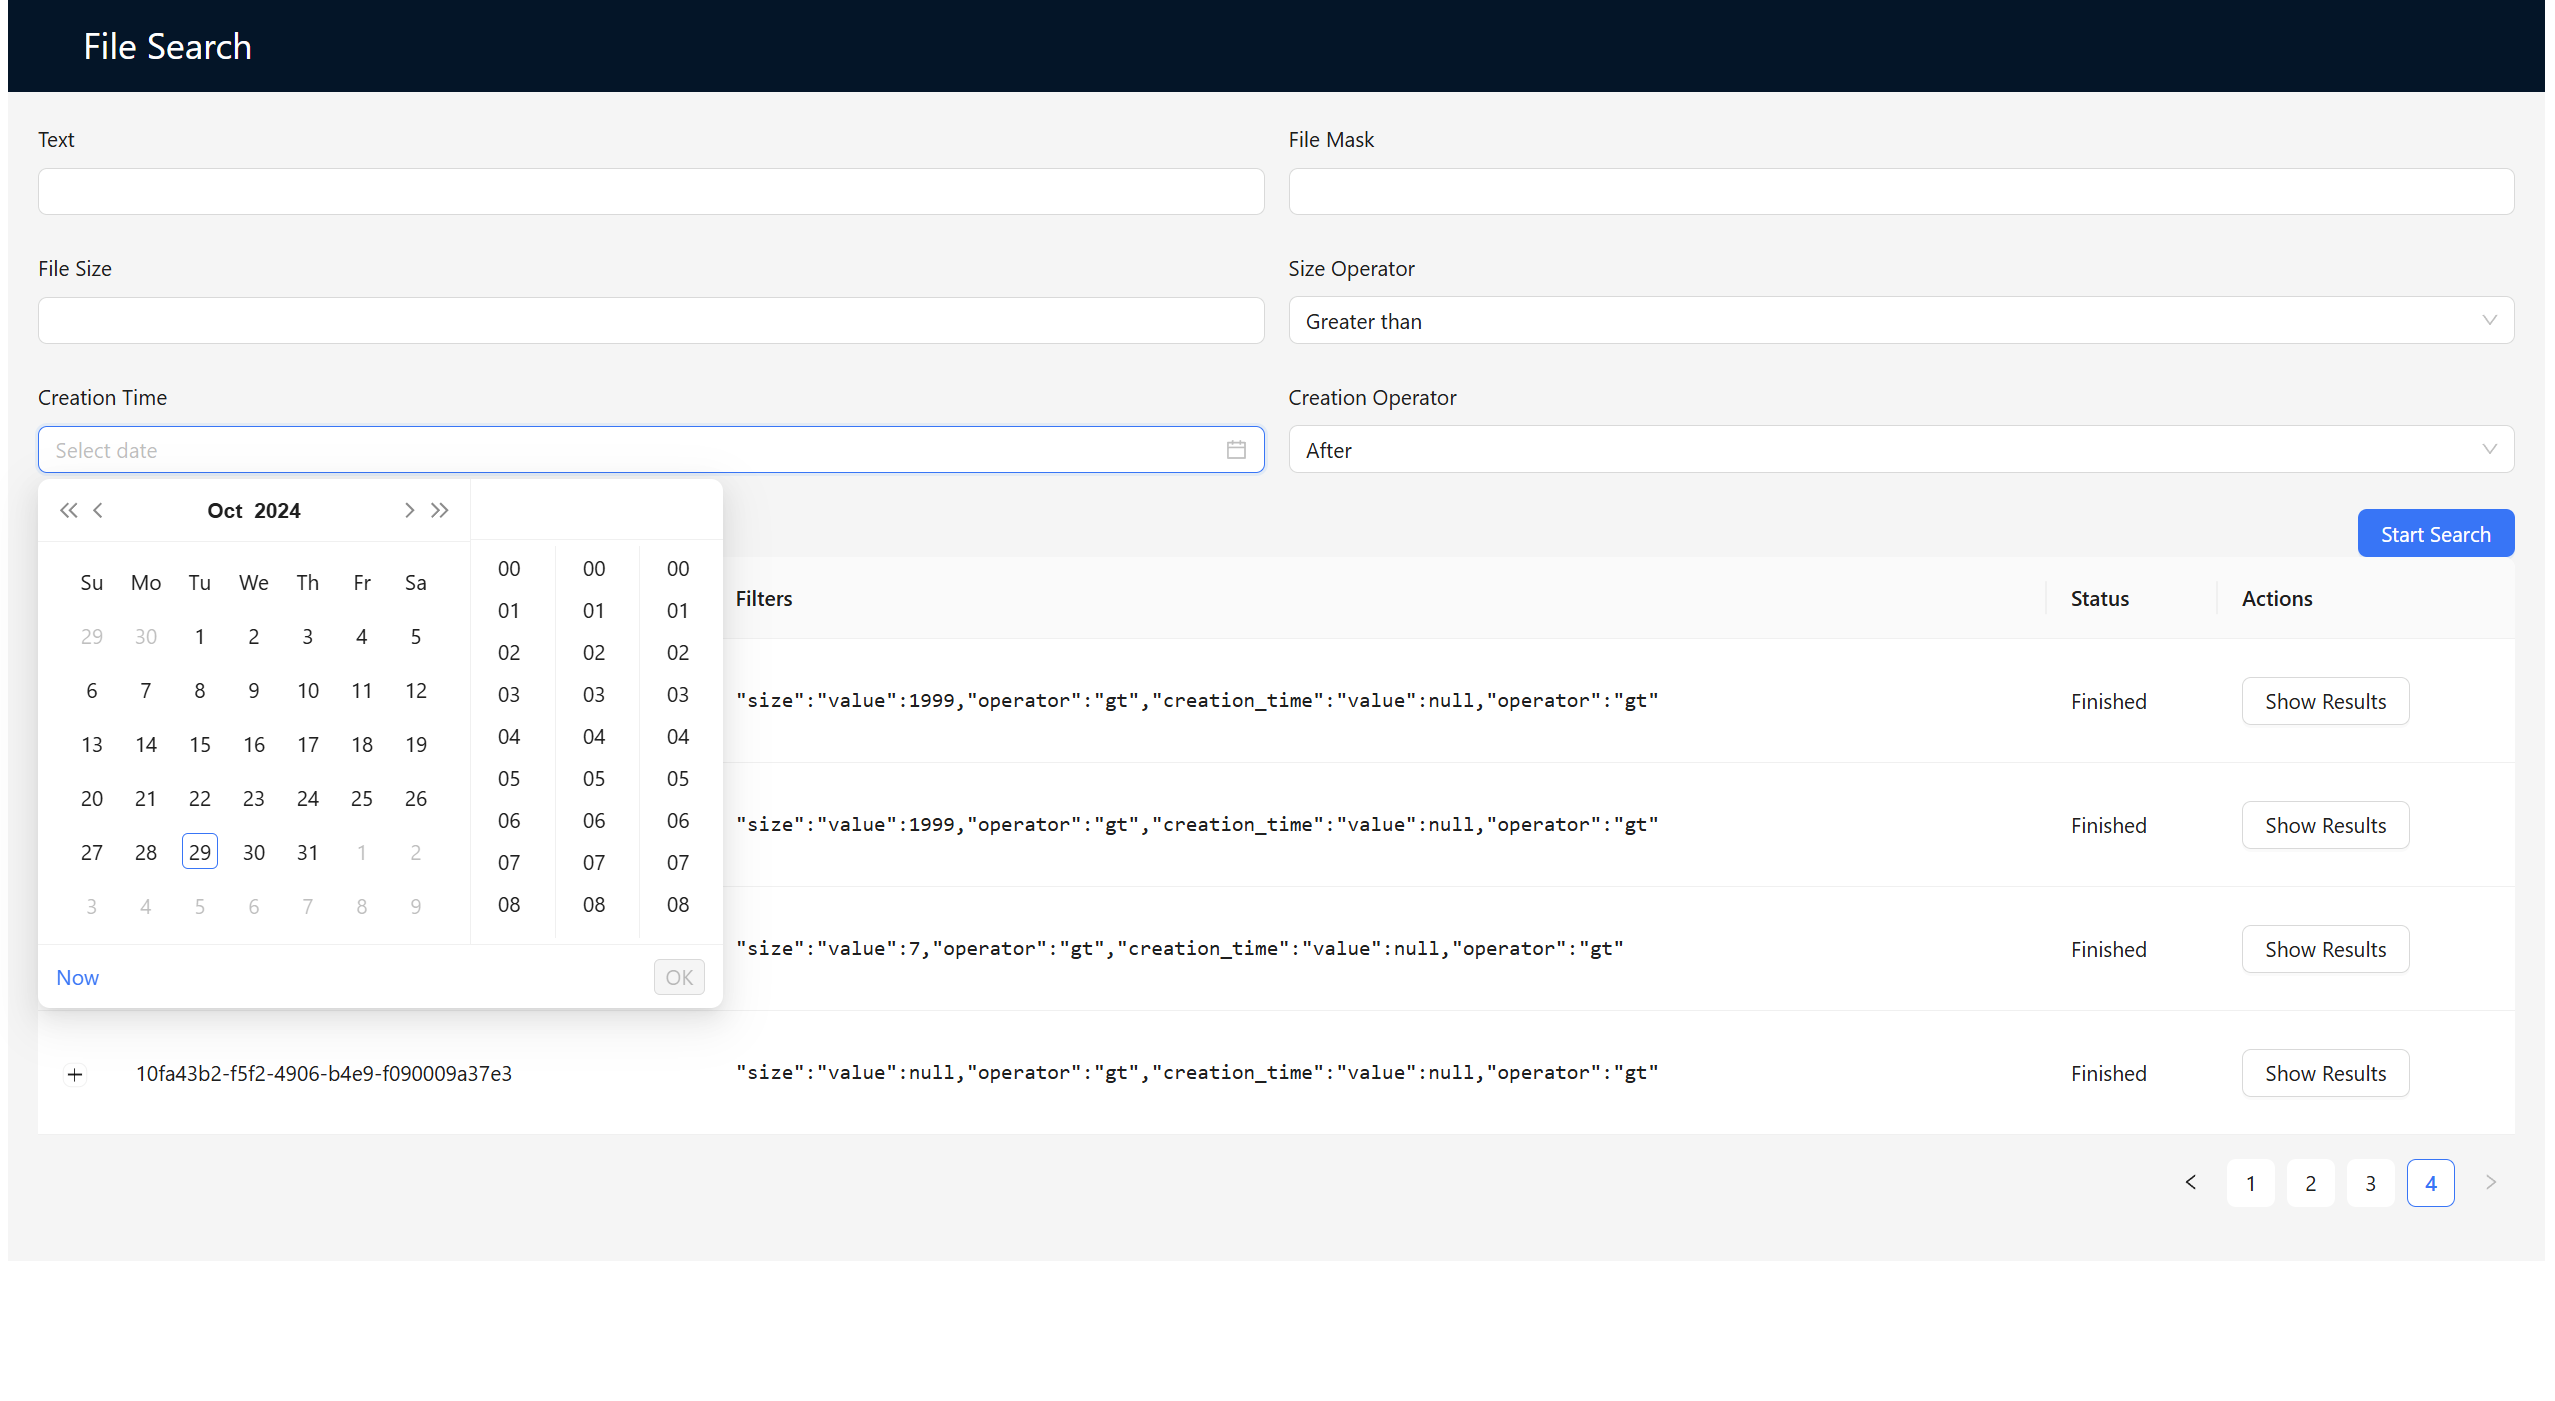 File Search
Text File Mask
File Size Size Operator
Greater than
Creation Time Creation Operator
Select date After
Oct 2024
Start Search
Su Mo Tu We Th Fr Sa
29 30 1 2 3 4 5
6 7 8 9 10 11 12
13 14 15 16 17 18 19
20 21 22 23 24 25 26
27 28 29 30 31 1 2
3 4 5 6 7 8 9
00 00 00
01 01 01
02 02 02
03 03 03
04 04 04
05 05 05
06 06 06
07 07 07
08 08 08
Now OK
Filters Status Actions
"size":"value":1999,"operator":"gt","creation_time":"value":null,"operator":"gt" Finished Show Results
"size":"value":1999,"operator":"gt","creation_time":"value":null,"operator":"gt" Finished Show Results
"size":"value":7,"operator":"gt","creation_time":"value":null,"operator":"gt" Finished Show Results
10fa43b2-f5f2-4906-b4e9-f090009a37e3 "size":"value":null,"operator":"gt","creation_time":"value":null,"operator":"gt" Finished Show Results
1 2 3 4